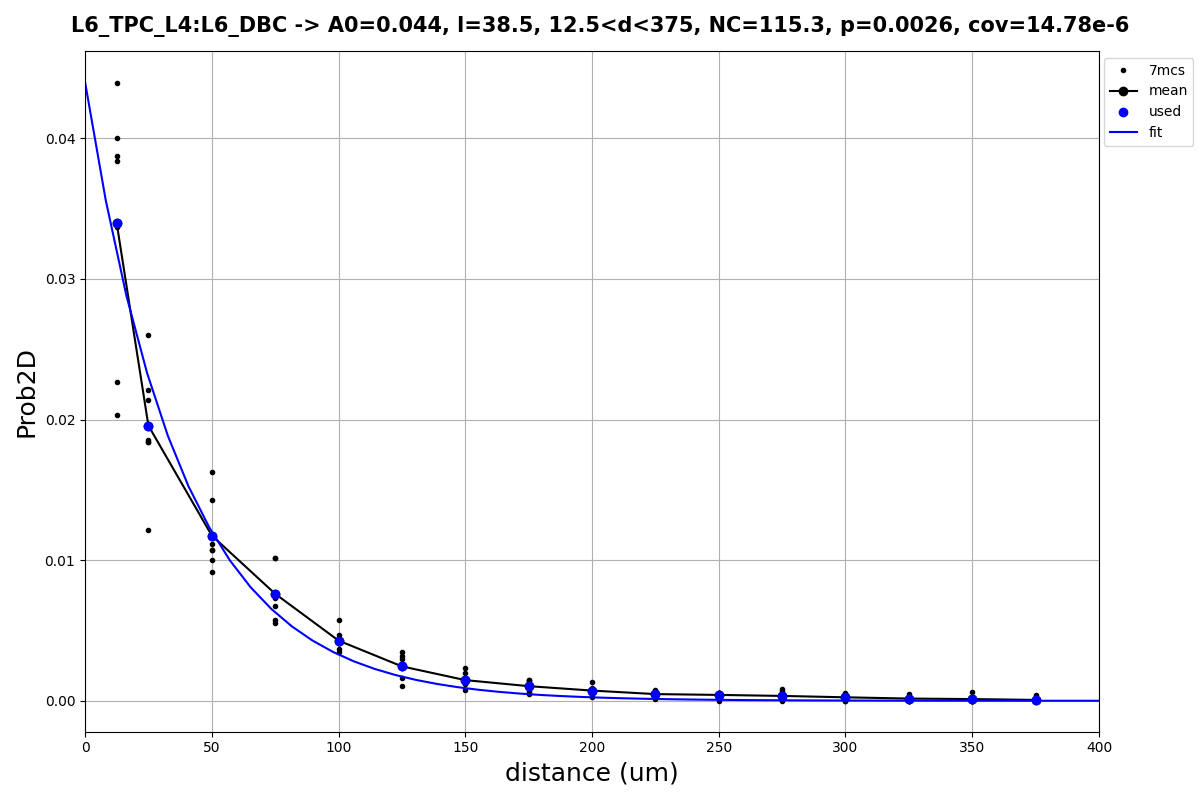 L6_TPC_L4:L6_DBC -> A0=0.044, l=38.5, 12.5<d<375, NC=115.3, p=0.0026, cov=14.78e-6
7mcs
mean
used
fit
0.04
0.03
0.02
0.01
0.00
Prob2D
0 50 100 150 200 250 300 350 400
distance (um)